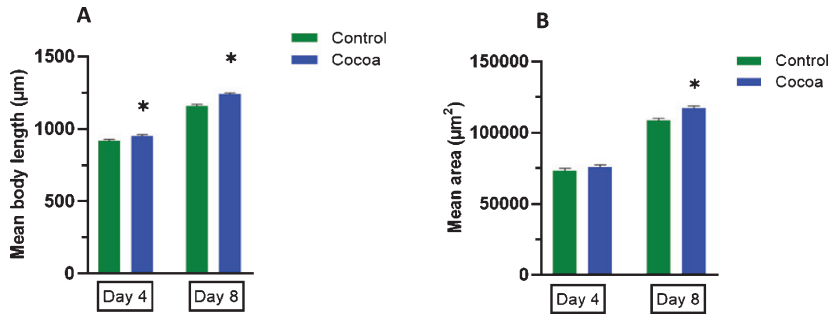 A
Control
Cocoa
Mean body length (µm)
1500
1000
500
0
*
*
Day 4
Day 8
B
Control
Cocoa
Mean area (µm²)
150000
100000
50000
0
*
Day 4
Day 8